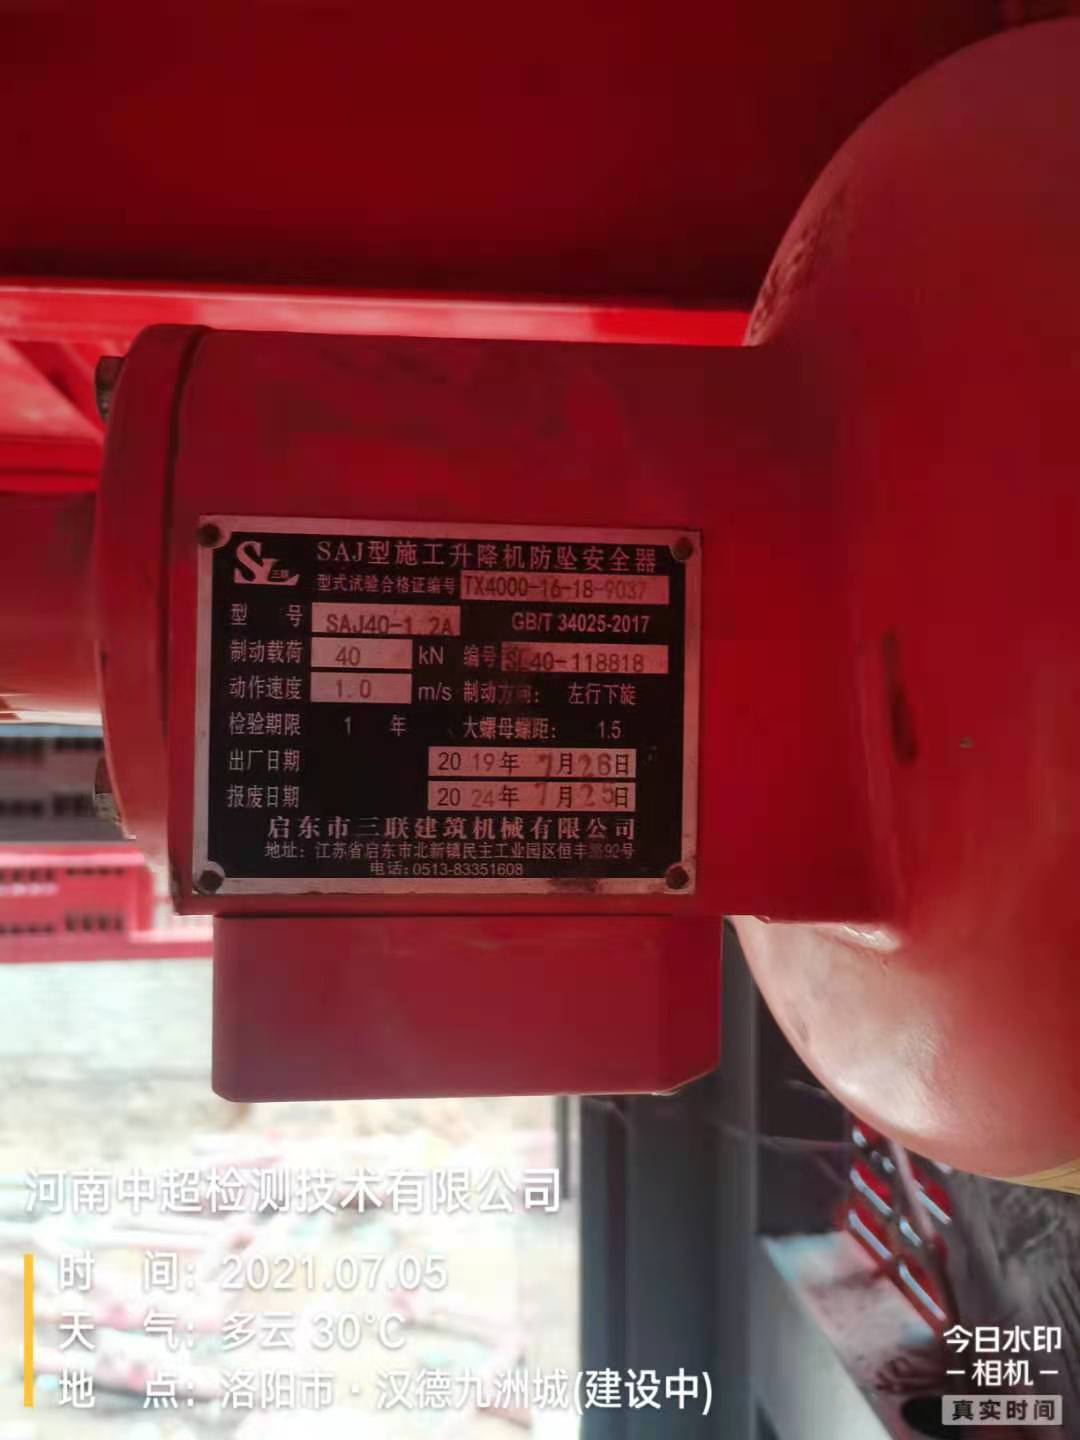 SL三联
SAJ型施工升降机防坠安全器
型式试验合格证编号 TX4000-16-18-9037
型 号 SAJ40-1.2A GB/T 34025-2017
制动载荷 40 kN 编号 SL40-118818
动作速度 1.0 m/s 制动方向： 左行下旋
检验期限 1 年 大螺母螺距： 1.5
出厂日期 2019年 7月26日
报废日期 2024年 7月25日
启东市三联建筑机械有限公司
地址：江苏省启东市北新镇民主工业园区恒丰路92号
电话：0513-83351608
河南中超检测技术有限公司
时 间：2021.07.05
天 气：多云 30℃
地 点：洛阳市·汉德九洲城(建设中)
今日水印
相机
真实时间